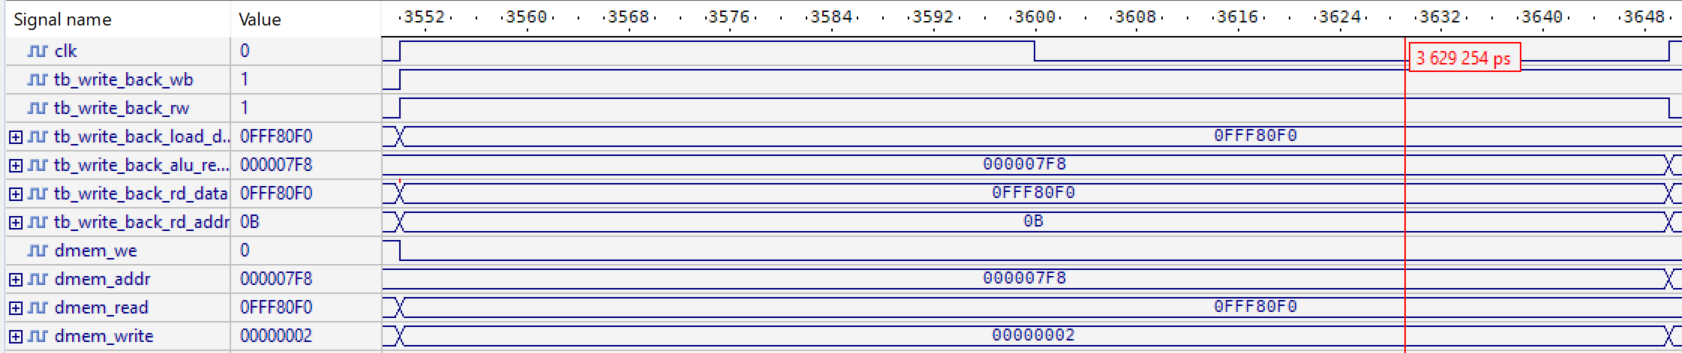 Signal name Value ·3552· ·3560· ·3568· ·3576· ·3584· ·3592· ·3600· ·3608· ·3616· ·3624· ·3632· ·3640· ·3648·
clk 0 3 629 254 ps
tb_write_back_wb 1
tb_write_back_rw 1
tb_write_back_load_d.. 0FFF80F0 0FFF80F0
tb_write_back_alu_re... 000007F8 000007F8
tb_write_back_rd_data 0FFF80F0 0FFF80F0
tb_write_back_rd_addr 0B 0B
dmem_we 0
dmem_addr 000007F8 000007F8
dmem_read 0FFF80F0 0FFF80F0
dmem_write 00000002 00000002